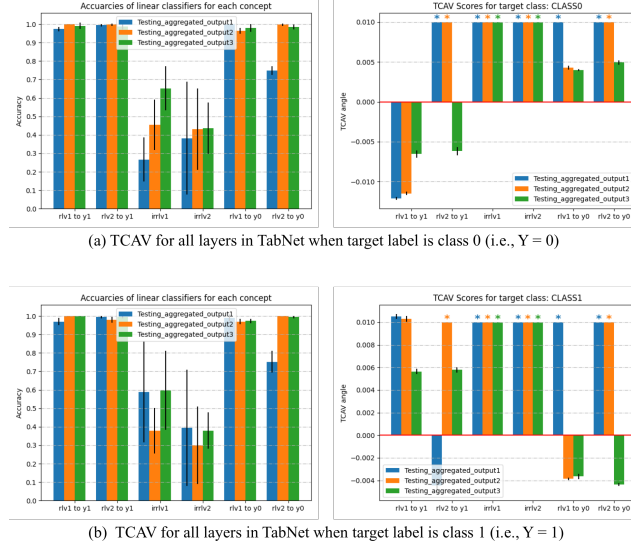 Accuarcies of linear classifiers for each concept
Accuracy
1.0
0.9
0.8
0.7
0.6
0.5
0.4
0.3
0.2
0.1
0.0
Testing_aggregated_output1
Testing_aggregated_output2
Testing_aggregated_output3
rlv1 to y1 rlv2 to y1 irrlv1 irrlv2 rlv1 to y0 rlv2 to y0
TCAV Scores for target class: CLASS0
TCAV angle
0.010
0.005
0.000
−0.005
−0.010
* * * * * * * * * * *
Testing_aggregated_output1
Testing_aggregated_output2
Testing_aggregated_output3
rlv1 to y1 rlv2 to y1 irrlv1 irrlv2 rlv1 to y0 rlv2 to y0
(a) TCAV for all layers in TabNet when target label is class 0 (i.e., Y = 0)
Accuarcies of linear classifiers for each concept
Accuracy
1.0
0.9
0.8
0.7
0.6
0.5
0.4
0.3
0.2
0.1
0.0
Testing_aggregated_output1
Testing_aggregated_output2
Testing_aggregated_output3
rlv1 to y1 rlv2 to y1 irrlv1 irrlv2 rlv1 to y0 rlv2 to y0
TCAV Scores for target class: CLASS1
TCAV angle
0.010
0.008
0.006
0.004
0.002
0.000
−0.002
−0.004
* * * * * * * * * *
Testing_aggregated_output1
Testing_aggregated_output2
Testing_aggregated_output3
rlv1 to y1 rlv2 to y1 irrlv1 irrlv2 rlv1 to y0 rlv2 to y0
(b) TCAV for all layers in TabNet when target label is class 1 (i.e., Y = 1)